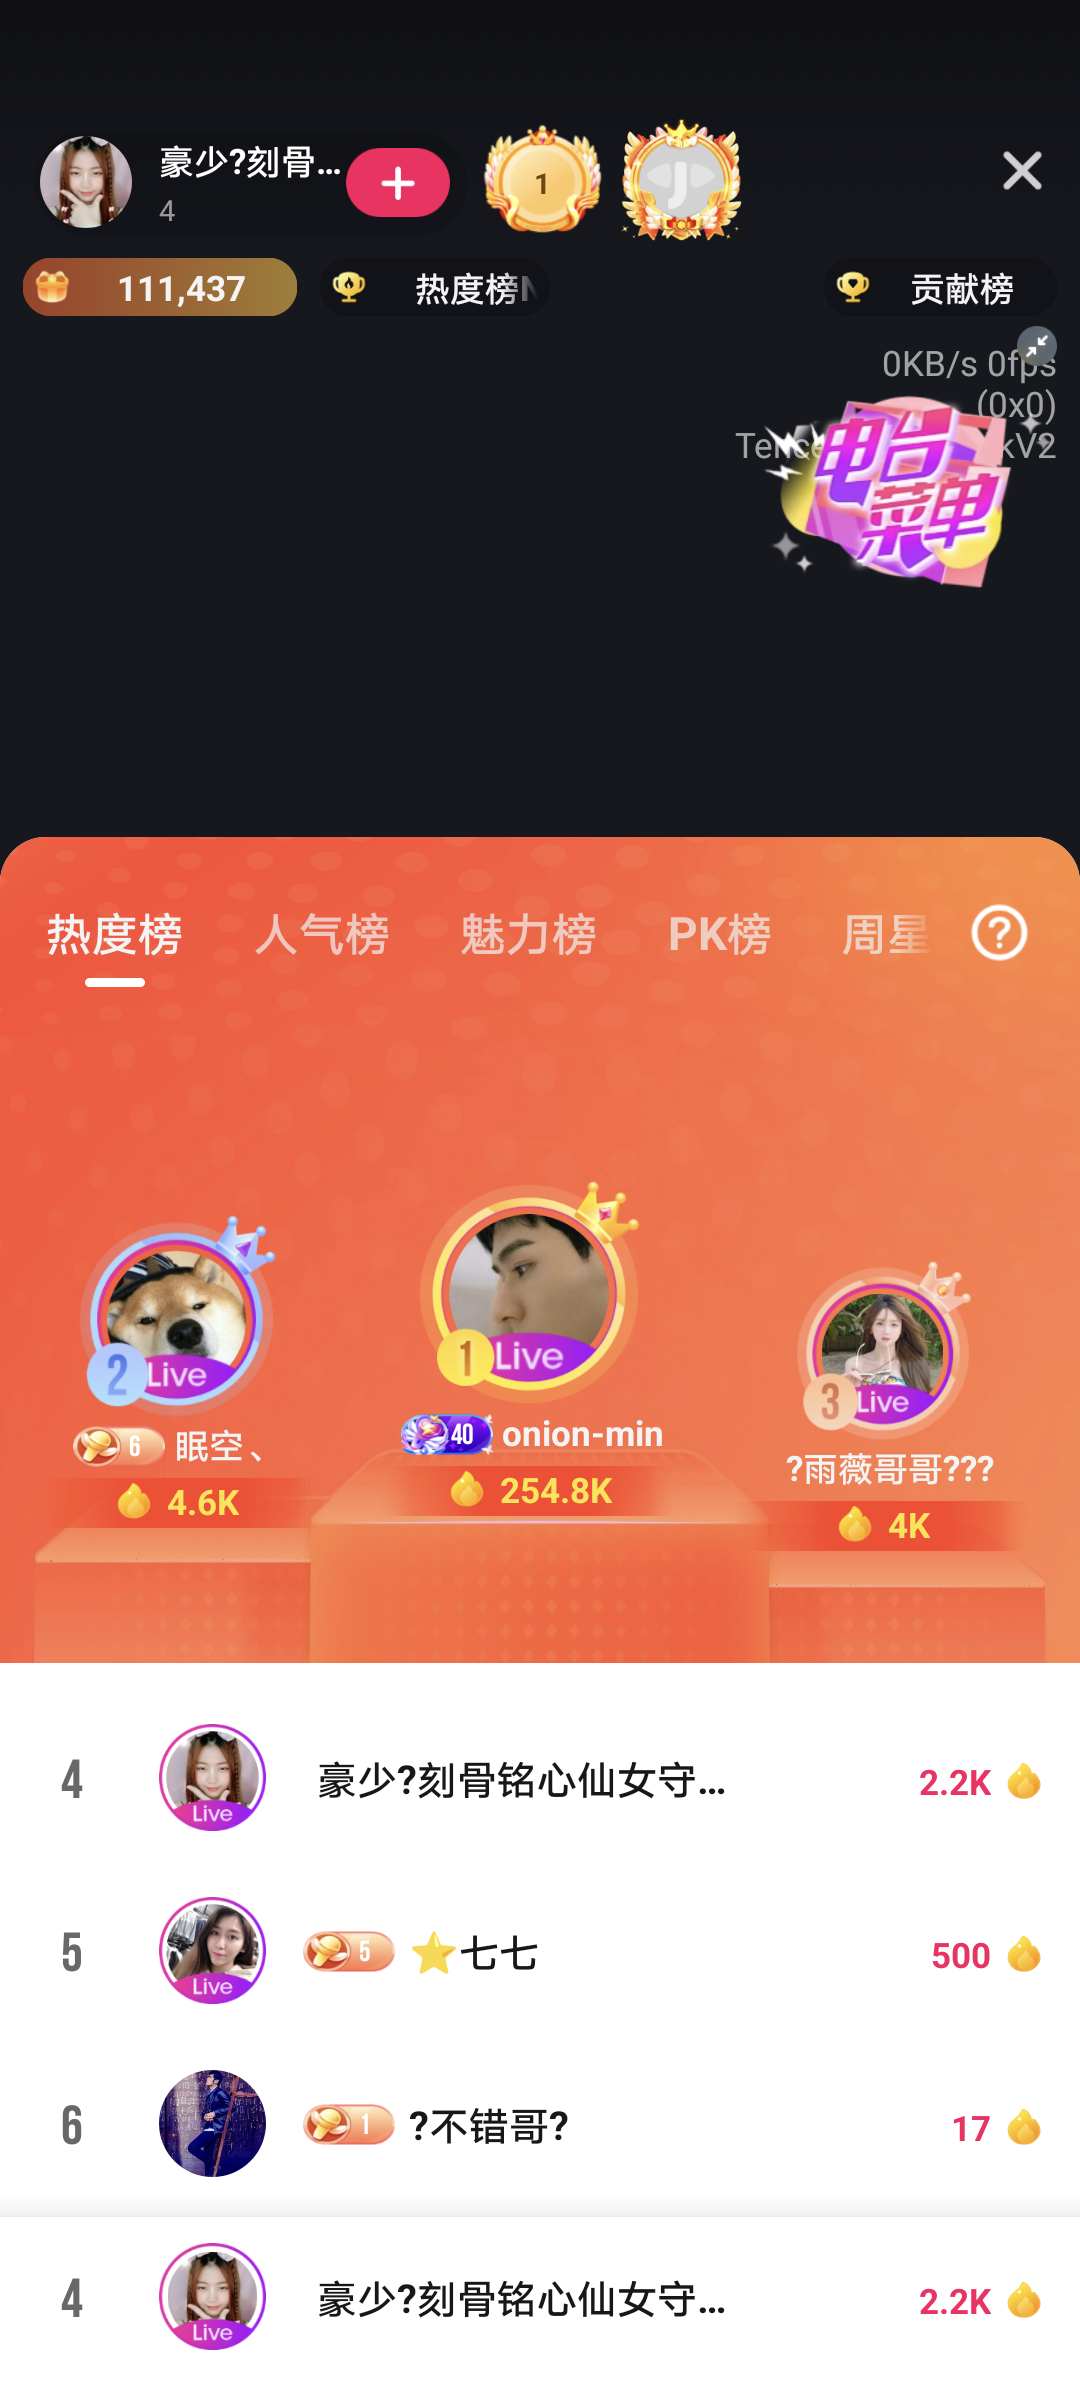 豪少?刻骨...
4
1
J
111,437
热度榜N
贡献榜
0KB/s 0fps
(0x0)
电台
菜单
kV2
热度榜
人气榜
魅力榜
PK榜
周星
?
1
Live
2
Live
3
Live
40 onion-min
6 眠空、
?雨薇哥哥???
254.8K
4.6K
4K
4
Live
豪少?刻骨铭心仙女守...
2.2K
5
Live
5 ⭐七七
500
6
1 ?不错哥?
17
4
Live
豪少?刻骨铭心仙女守...
2.2K